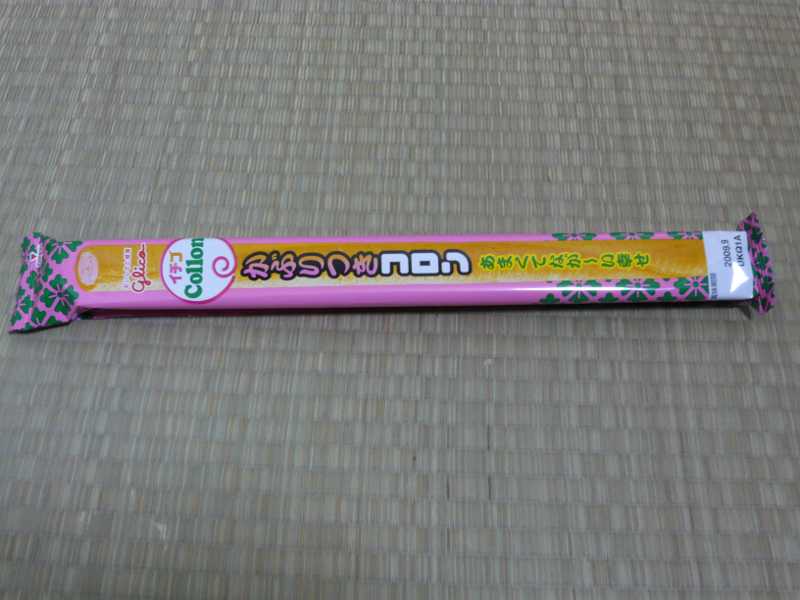 glico
イチゴ
Collon
かぶりつき
コロン
あまくてなが〜い幸せ
2009.9
UKQ1A